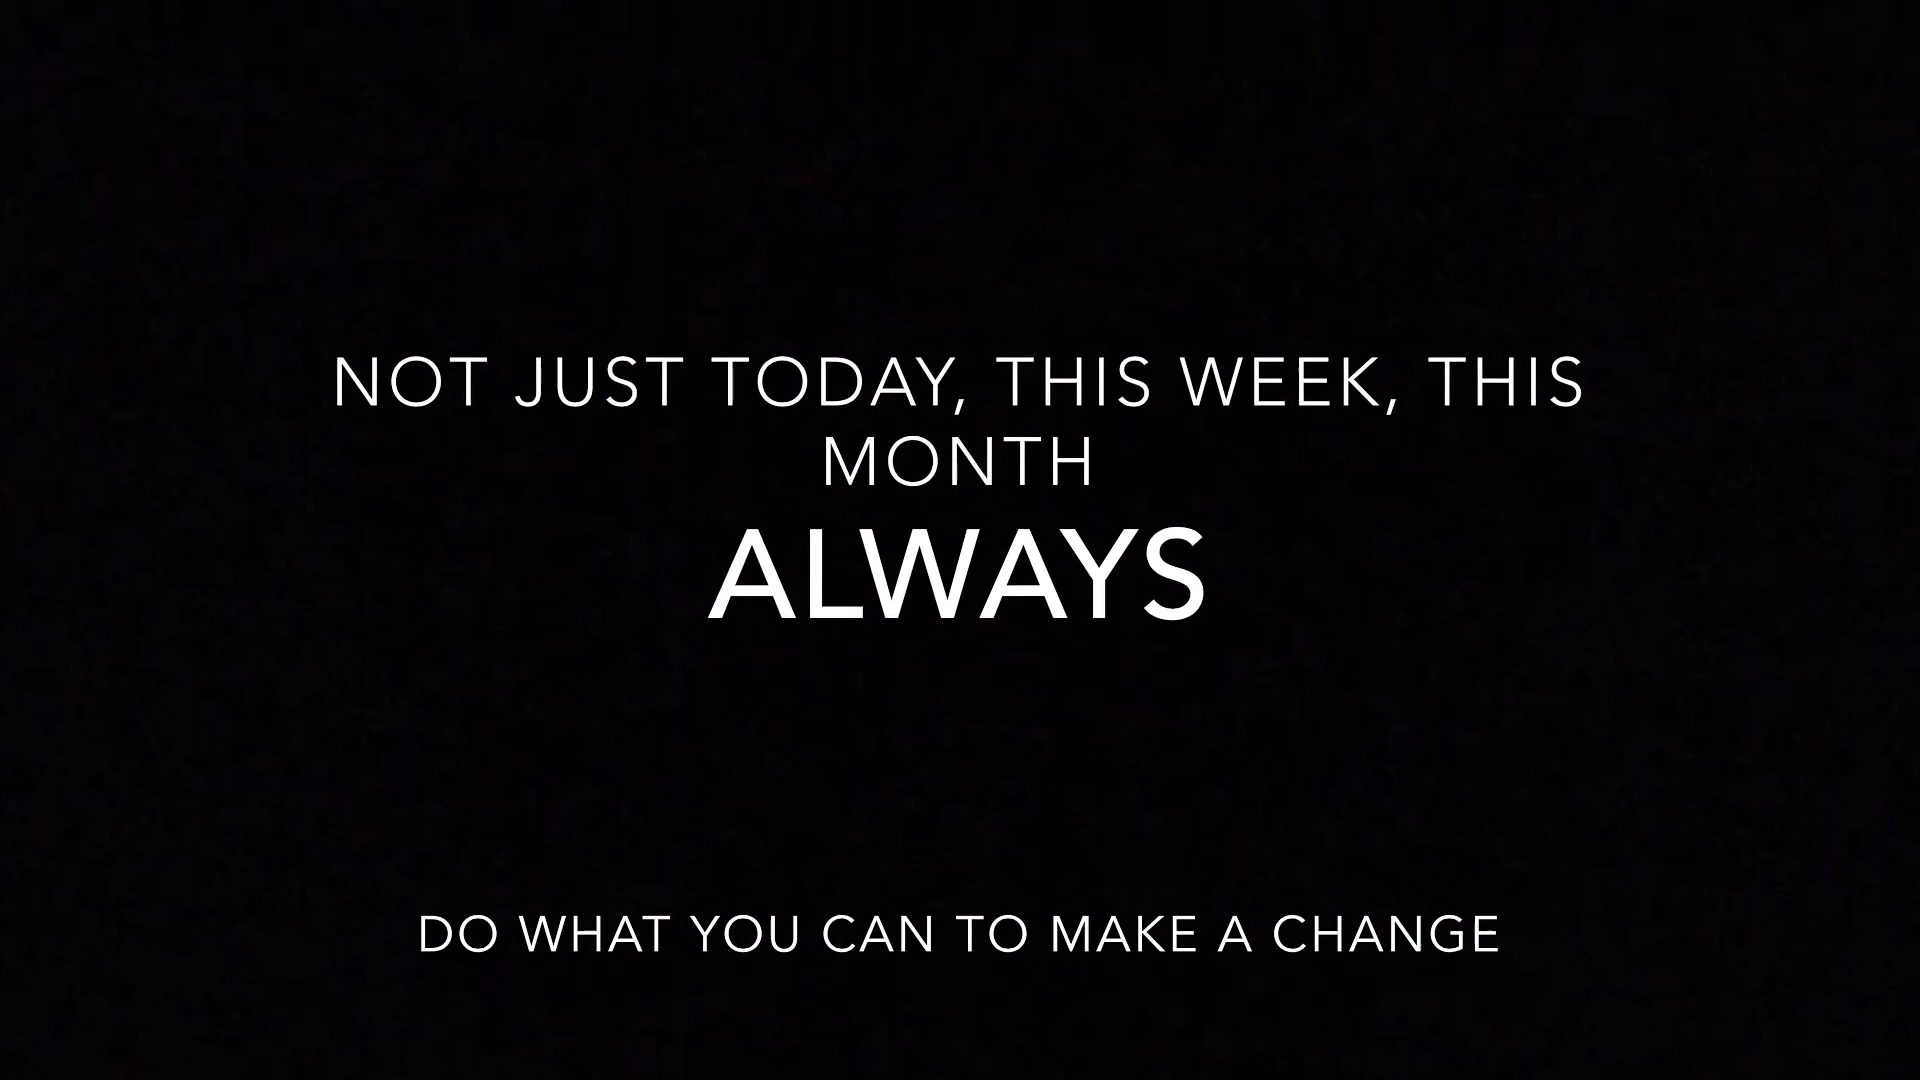 NOT JUST TODAY, THIS WEEK, THIS
MONTH
ALWAYS
DO WHAT YOU CAN TO MAKE A CHANGE